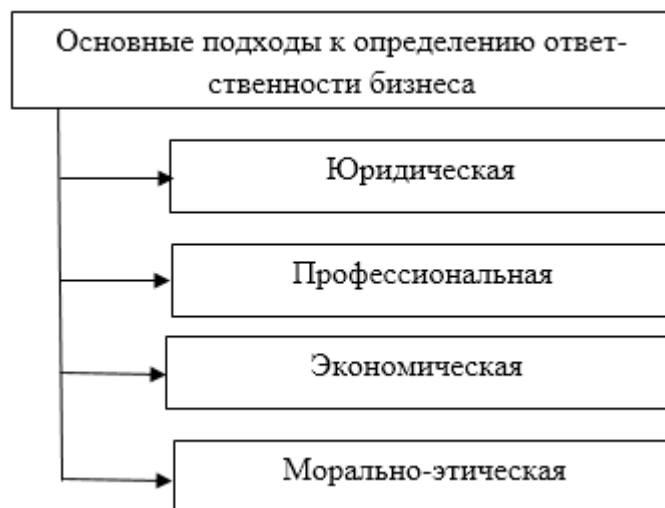 Основные подходы к определению ответ-
ственности бизнеса
Юридическая
Профессиональная
Экономическая
Морально-этическая